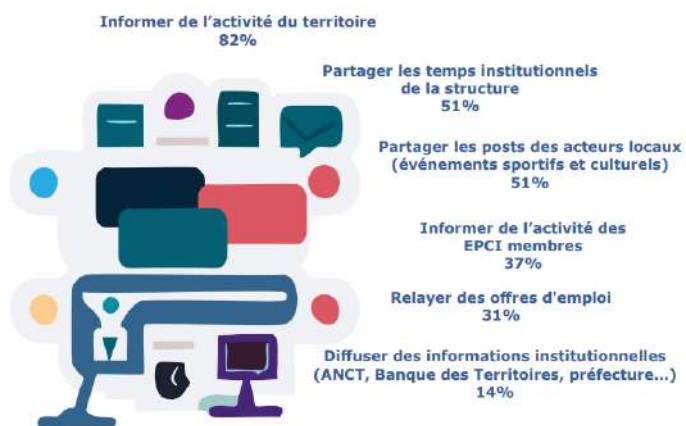 Informer de l'activité du territoire
82%
Partager les temps institutionnels
de la structure
51%
Partager les posts des acteurs locaux
(événements sportifs et culturels)
51%
Informer de l'activité des
EPCI membres
37%
Relayer des offres d'emploi
31%
Diffuser des informations institutionnelles
(ANCT, Banque des Territoires, préfecture...)
14%